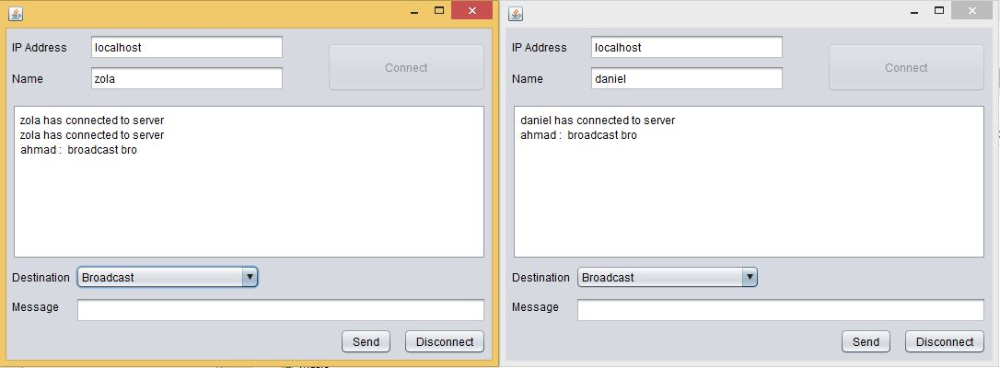 IP Address localhost
Connect
Name zola
zola has connected to server
zola has connected to server
ahmad : broadcast bro
Destination Broadcast
Message
Send Disconnect
IP Address localhost
Connect
Name daniel
daniel has connected to server
ahmad : broadcast bro
Destination Broadcast
Message
Send Disconnect